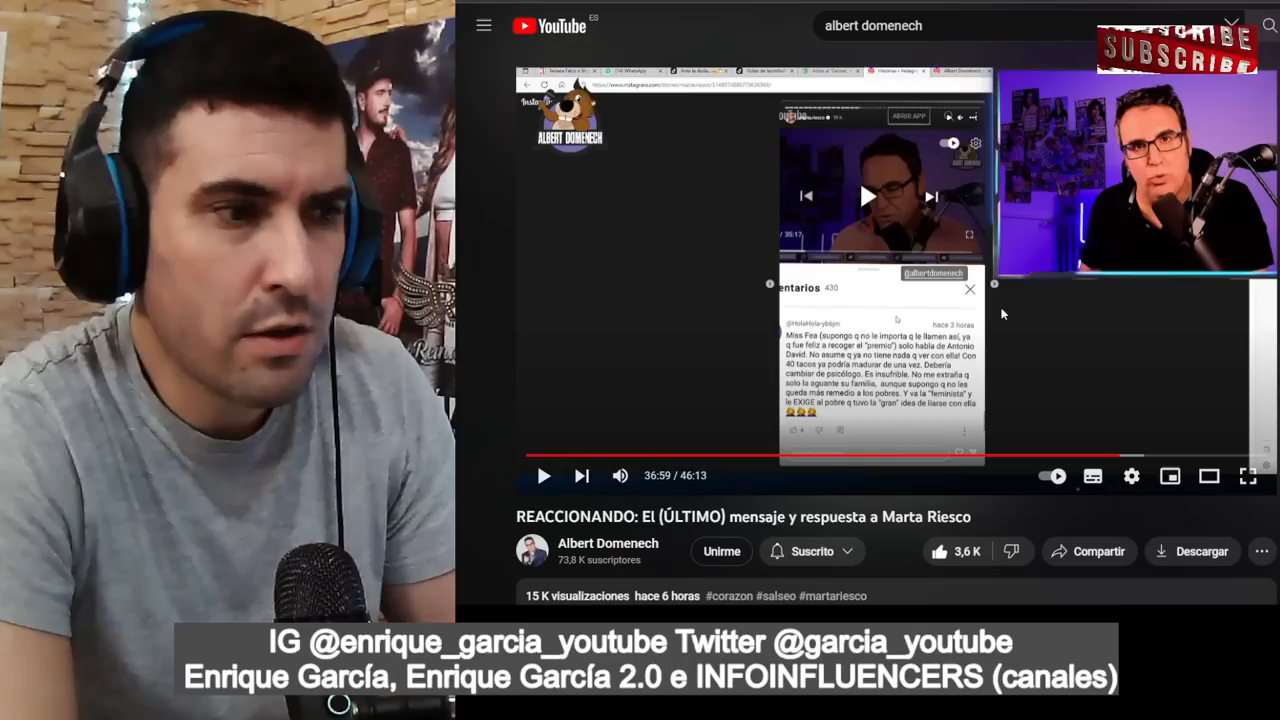 YouTube ES
albert domenech
SUBSCRIBE
SUBSCRIBE
ALBERT DOMENECH
ABRIR APP
/ 35:17
@albertdomenech
entarios 430
@HolaHola-yb6jm hace 3 horas
Miss Fea (supongo q no le importa q le llamen así, ya
q fue feliz a recoger el "premio") solo habla de Antonio
David. No asume q ya no tiene nada q ver con ella! Con
40 tacos ya podría madurar de una vez. Debería
cambiar de psicólogo. Es insufrible. No me extraña q
solo la aguante su familia, aunque supongo q no les
queda más remedio a los pobres. Y va la "feminista" y
le EXIGE al pobre q tuvo la "gran" idea de liarse con ella
4
36:59 / 46:13
REACCIONANDO: El (ÚLTIMO) mensaje y respuesta a Marta Riesco
Albert Domenech
73,8 K suscriptores
Unirme
Suscrito
3,6 K
Compartir
Descargar
15 K visualizaciones hace 6 horas #corazon #salseo #martariesco
IG @enrique_garcia_youtube Twitter @garcia_youtube
Enrique García, Enrique García 2.0 e INFOINFLUENCERS (canales)